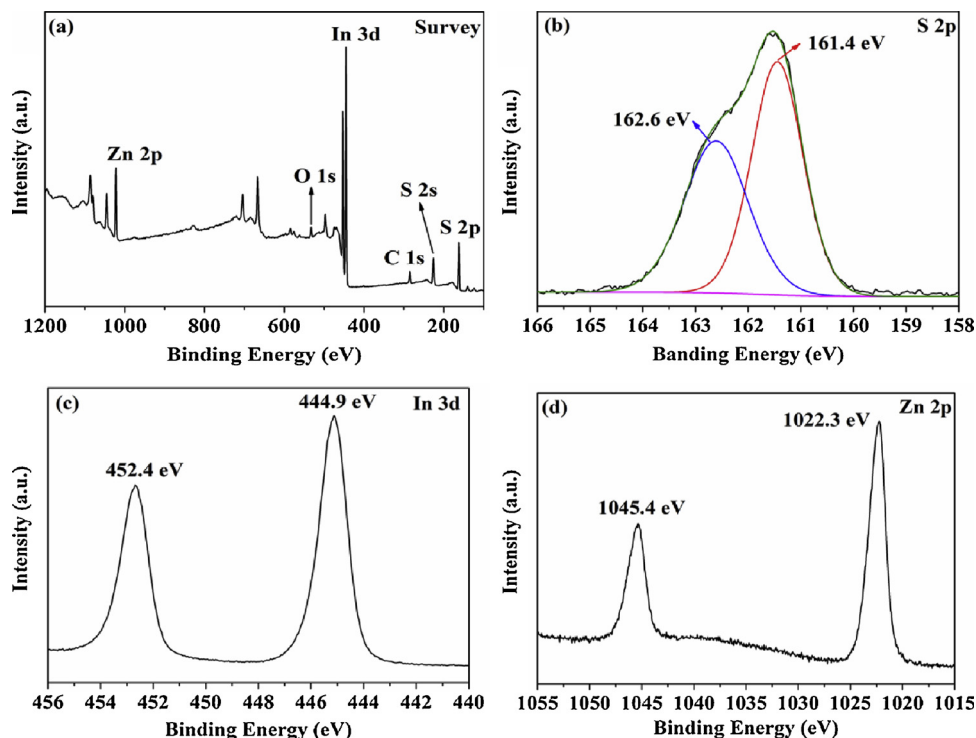 (a)
Survey
In 3d
Zn 2p
O 1s
S 2s
S 2p
C 1s
Intensity (a.u.)
1200 1000 800 600 400 200
Binding Energy (eV)
(b)
S 2p
161.4 eV
162.6 eV
Intensity (a.u.)
166 165 164 163 162 161 160 159 158
Banding Energy (eV)
(c)
444.9 eV
In 3d
452.4 eV
Intensity (a.u.)
456 454 452 450 448 446 444 442 440
Binding Energy (eV)
(d)
Zn 2p
1022.3 eV
1045.4 eV
Intensity (a.u.)
1055 1050 1045 1040 1035 1030 1025 1020 1015
Binding Energy (eV)